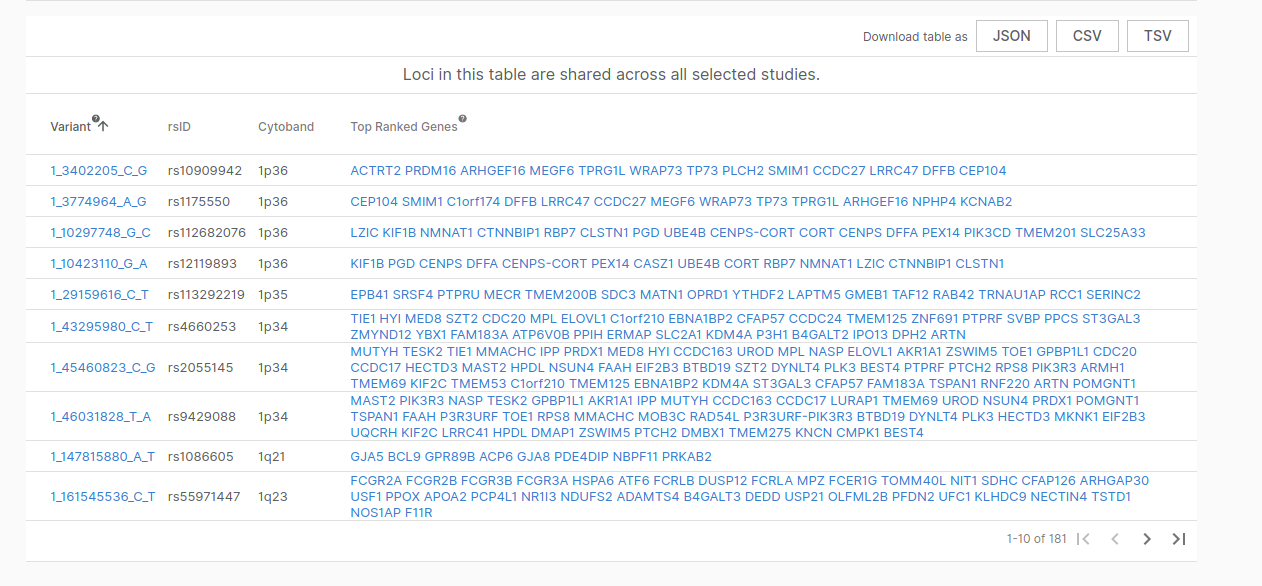 Download table as JSON CSV TSV
Loci in this table are shared across all selected studies.
Variant rsID Cytoband Top Ranked Genes
1_3402205_C_G rs10909942 1p36 ACTRT2 PRDM16 ARHGEF16 MEGF6 TPRG1L WRAP73 TP73 PLCH2 SMIM1 CCDC27 LRRC47 DFFB CEP104
1_3774964_A_G rs1175550 1p36 CEP104 SMIM1 C1orf174 DFFB LRRC47 CCDC27 MEGF6 WRAP73 TP73 TPRG1L ARHGEF16 NPHP4 KCNAB2
1_10297748_G_C rs112682076 1p36 LZIC KIF1B NMNAT1 CTNNBIP1 RBP7 CLSTN1 PGD UBE4B CENPS-CORT CORT CENPS DFFA PEX14 PIK3CD TMEM201 SLC25A33
1_10423110_G_A rs12119893 1p36 KIF1B PGD CENPS DFFA CENPS-CORT PEX14 CASZ1 UBE4B CORT RBP7 NMNAT1 LZIC CTNNBIP1 CLSTN1
1_29159616_C_T rs113292219 1p35 EPB41 SRSF4 PTPRU MECR TMEM200B SDC3 MATN1 OPRD1 YTHDF2 LAPTM5 GMEB1 TAF12 RAB42 TRNAU1AP RCC1 SERINC2
1_43295980_C_T rs4660253 1p34 TIE1 HYI MED8 SZT2 CDC20 MPL ELOVL1 C1orf210 EBNA1BP2 CFAP57 CCDC24 TMEM125 ZNF691 PTPRF SVBP PPCS ST3GAL3
ZMYND12 YBX1 FAM183A ATP6V0B PPIH ERMAP SLC2A1 KDM4A P3H1 B4GALT2 IPO13 DPH2 ARTN
1_45460823_C_G rs2055145 1p34 MUTYH TESK2 TIE1 MMACHC IPP PRDX1 MED8 HYI CCDC163 UROD MPL NASP ELOVL1 AKR1A1 ZSWIM5 TOE1 GPBP1L1 CDC20
CCDC17 HECTD3 MAST2 HPDL NSUN4 FAAH EIF2B3 BTBD19 SZT2 DYNLT4 PLK3 BEST4 PTPRF PTCH2 RPS8 PIK3R3 ARMH1
TMEM69 KIF2C TMEM53 C1orf210 TMEM125 EBNA1BP2 KDM4A ST3GAL3 CFAP57 FAM183A TSPAN1 RNF220 ARTN POMGNT1
1_46031828_T_A rs9429088 1p34 MAST2 PIK3R3 NASP TESK2 GPBP1L1 AKR1A1 IPP MUTYH CCDC163 CCDC17 LURAP1 TMEM69 UROD NSUN4 PRDX1 POMGNT1
TSPAN1 FAAH P3R3URF TOE1 RPS8 MMACHC MOB3C RAD54L P3R3URF-PIK3R3 BTBD19 DYNLT4 PLK3 HECTD3 MKNK1 EIF2B3
UQCRH KIF2C LRRC41 HPDL DMAP1 ZSWIM5 PTCH2 DMBX1 TMEM275 KNCN CMPK1 BEST4
1_147815880_A_T rs1086605 1q21 GJA5 BCL9 GPR89B ACP6 GJA8 PDE4DIP NBPF11 PRKAB2
1_161545536_C_T rs55971447 1q23 FCGR2A FCGR2B FCGR3B FCGR3A HSPA6 ATF6 FCRLB DUSP12 FCRLA MPZ FCER1G TOMM40L NIT1 SDHC CFAP126 ARHGAP30
USF1 PPOX APOA2 PCP4L1 NR1I3 NDUFS2 ADAMTS4 B4GALT3 DEDD USP21 OLFML2B PFDN2 UFC1 KLHDC9 NECTIN4 TSTD1
NOS1AP F11R
1-10 of 181